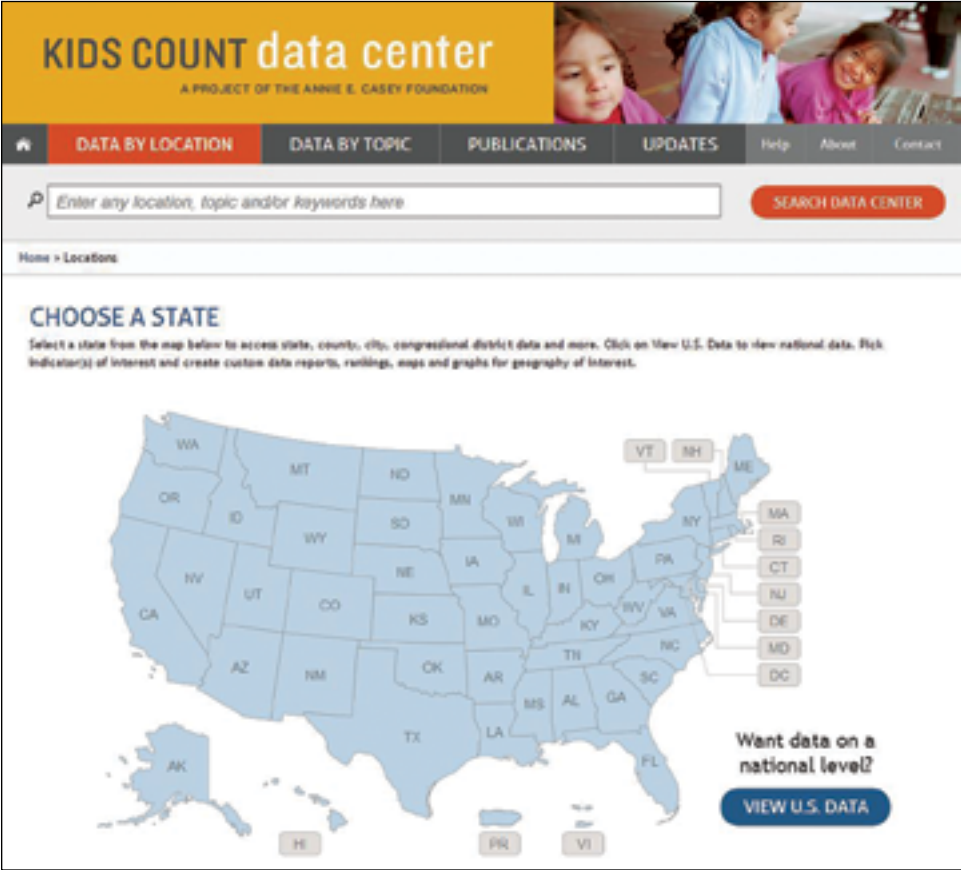 KIDS COUNT data center
A PROJECT OF THE ANNIE E. CASEY FOUNDATION
DATA BY LOCATION DATA BY TOPIC PUBLICATIONS UPDATES Help About Contact
Enter any location, topic and/or keywords here SEARCH DATA CENTER
Home » Locations
CHOOSE A STATE
Select a state from the map below to access state, county, city, congressional district data and more. Click on View U.S. Data to view national data. Pick
indicator(s) of interest and create custom data reports, rankings, maps and graphs for geography of interest.
WA
VT NH
MT ND ME
OR MN
ID SD WI NY MA
WY MI RI
IA PA CT
NV NE OH
UT IL IN NJ
CO WV
CA KS MO VA DE
KY
NC MD
TN
AZ OK DC
NM AR SC
MS AL GA
TX LA
Want data on a
FL national level?
AK
VIEW U.S. DATA
HI PR VI